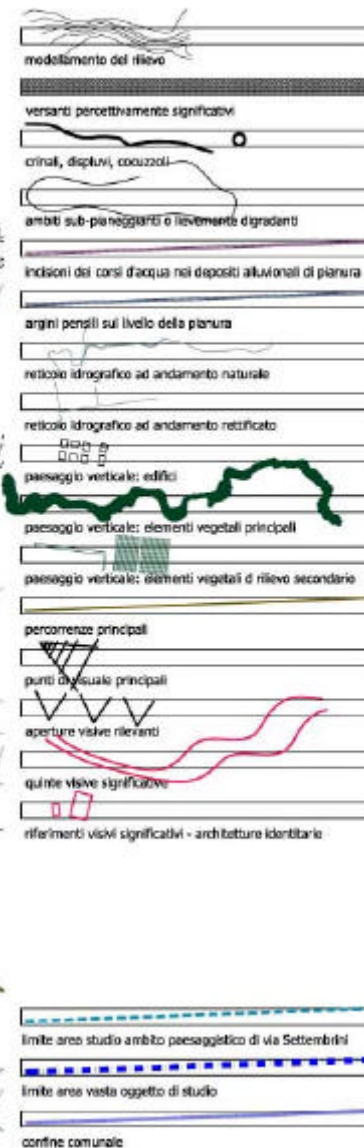 modellamento del rilievo
versanti percettivamente significativi
crinali, displuvi, cocuzzoli
ambiti sub-pianeggianti o lievemente digradanti
incisioni dei corsi d'acqua nei depositi alluvionali di pianura
argini pensili sul livello della pianura
reticolo idrografico ad andamento naturale
reticolo idrografico ad andamento rettificato
paesaggio verticale: edifici
paesaggio verticale: elementi vegetali principali
paesaggio verticale: elementi vegetali d rilievo secondario
percorrenze principali
punti di visuale principali
aperture visive rilevanti
quinte visive significative
riferimenti visivi significativi - architetture identitarie
limite area studio ambito paesaggistico di via Settembrini
limite area vasta oggetto di studio
confine comunale